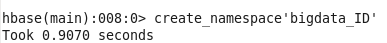 hbase(main):008:0> create_namespace'bigdata_ID'
Took 0.9070 seconds